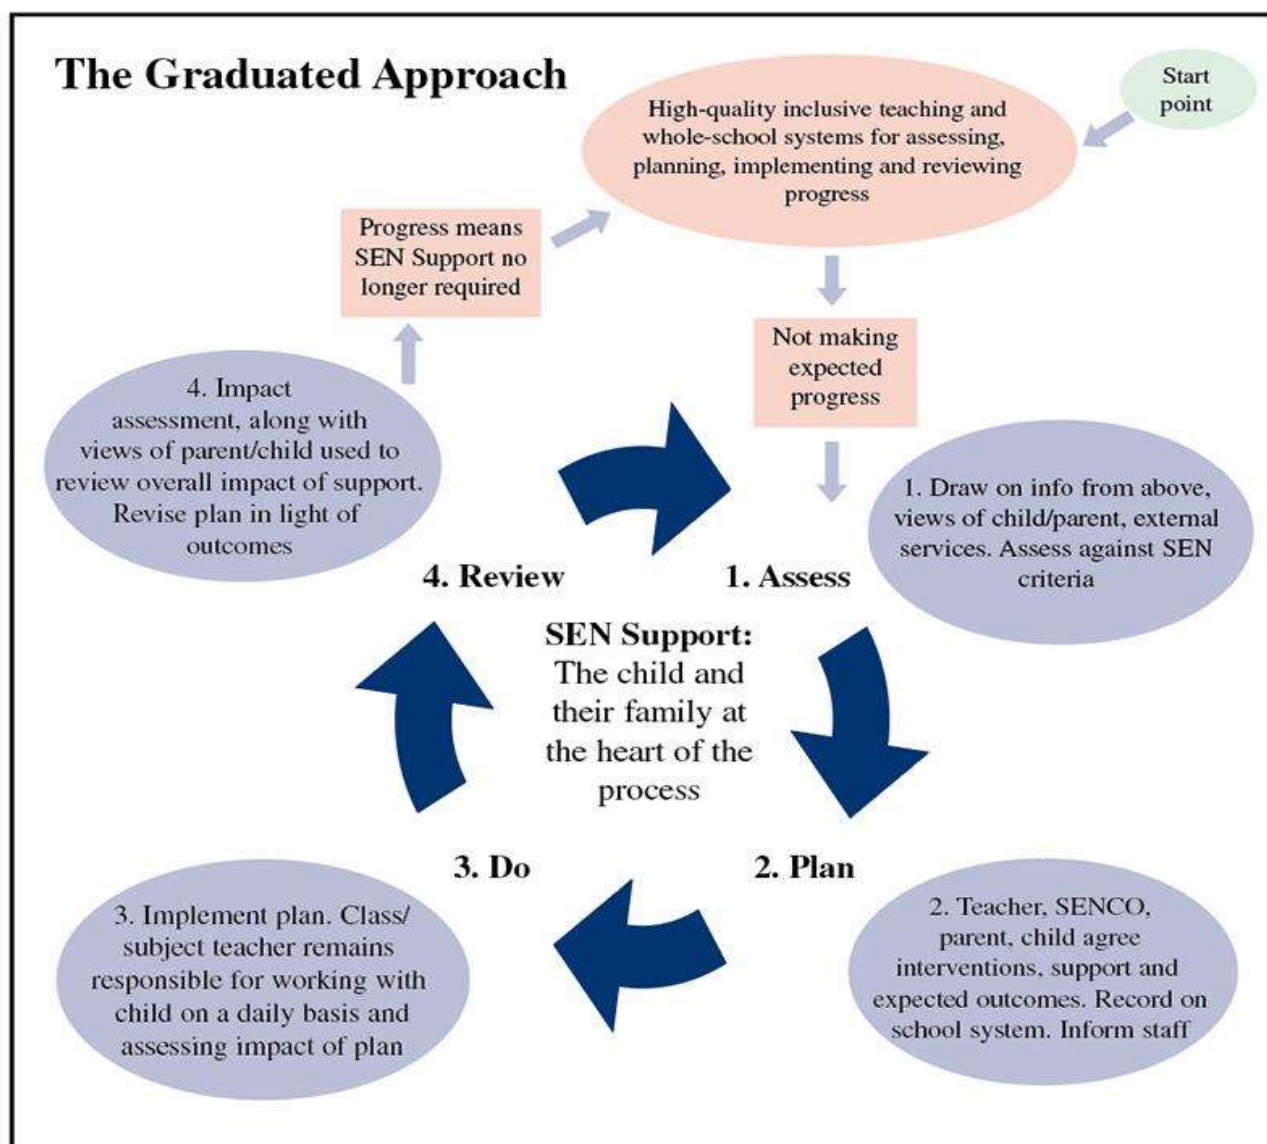 The Graduated Approach
Start
point
High-quality inclusive teaching and
whole-school systems for assessing,
planning, implementing and reviewing
progress
Progress means
SEN Support no
longer required
Not making
expected
progress
4. Impact
assessment, along with
views of parent/child used to
review overall impact of support.
Revise plan in light of
outcomes
1. Draw on info from above,
views of child/parent, external
services. Assess against SEN
criteria
4. Review
1. Assess
SEN Support:
The child and
their family at
the heart of the
process
3. Do
2. Plan
3. Implement plan. Class/
subject teacher remains
responsible for working with
child on a daily basis and
assessing impact of plan
2. Teacher, SENCO,
parent, child agree
interventions, support and
expected outcomes. Record on
school system. Inform staff